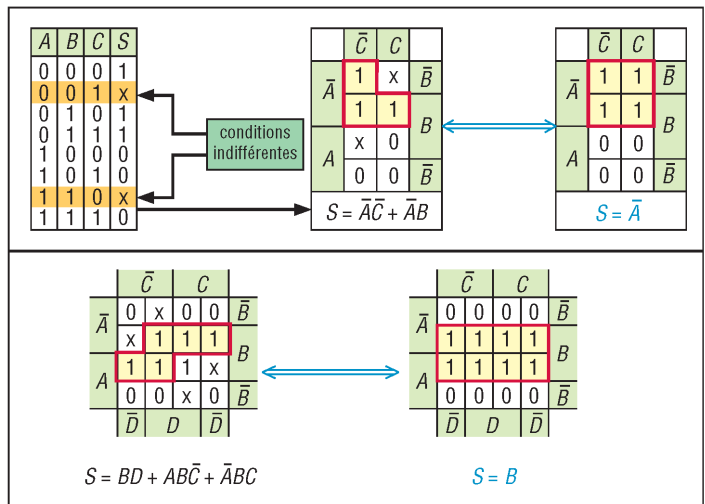 A B C S
0 0 0 1
0 0 1 x
0 1 0 1
0 1 1 1
1 0 0 0
1 0 1 0
1 1 0 x
1 1 1 0
conditions
indifférentes
C̄ C
Ā 1 x B̄
1 1 B
A x 0
0 0 B̄
S = ĀC̄ + ĀB
C̄ C
Ā 1 1 B̄
1 1 B
A 0 0
0 0 B̄
S = Ā
C̄ C
Ā 0 x 0 0 B̄
x 1 1 1 B
A 1 1 1 x
0 0 x 0 B̄
D̄ D D̄
S = BD + ABC̄ + ĀBC
C̄ C
Ā 0 0 0 0 B̄
1 1 1 1 B
A 1 1 1 1
0 0 0 0 B̄
D̄ D D̄
S = B